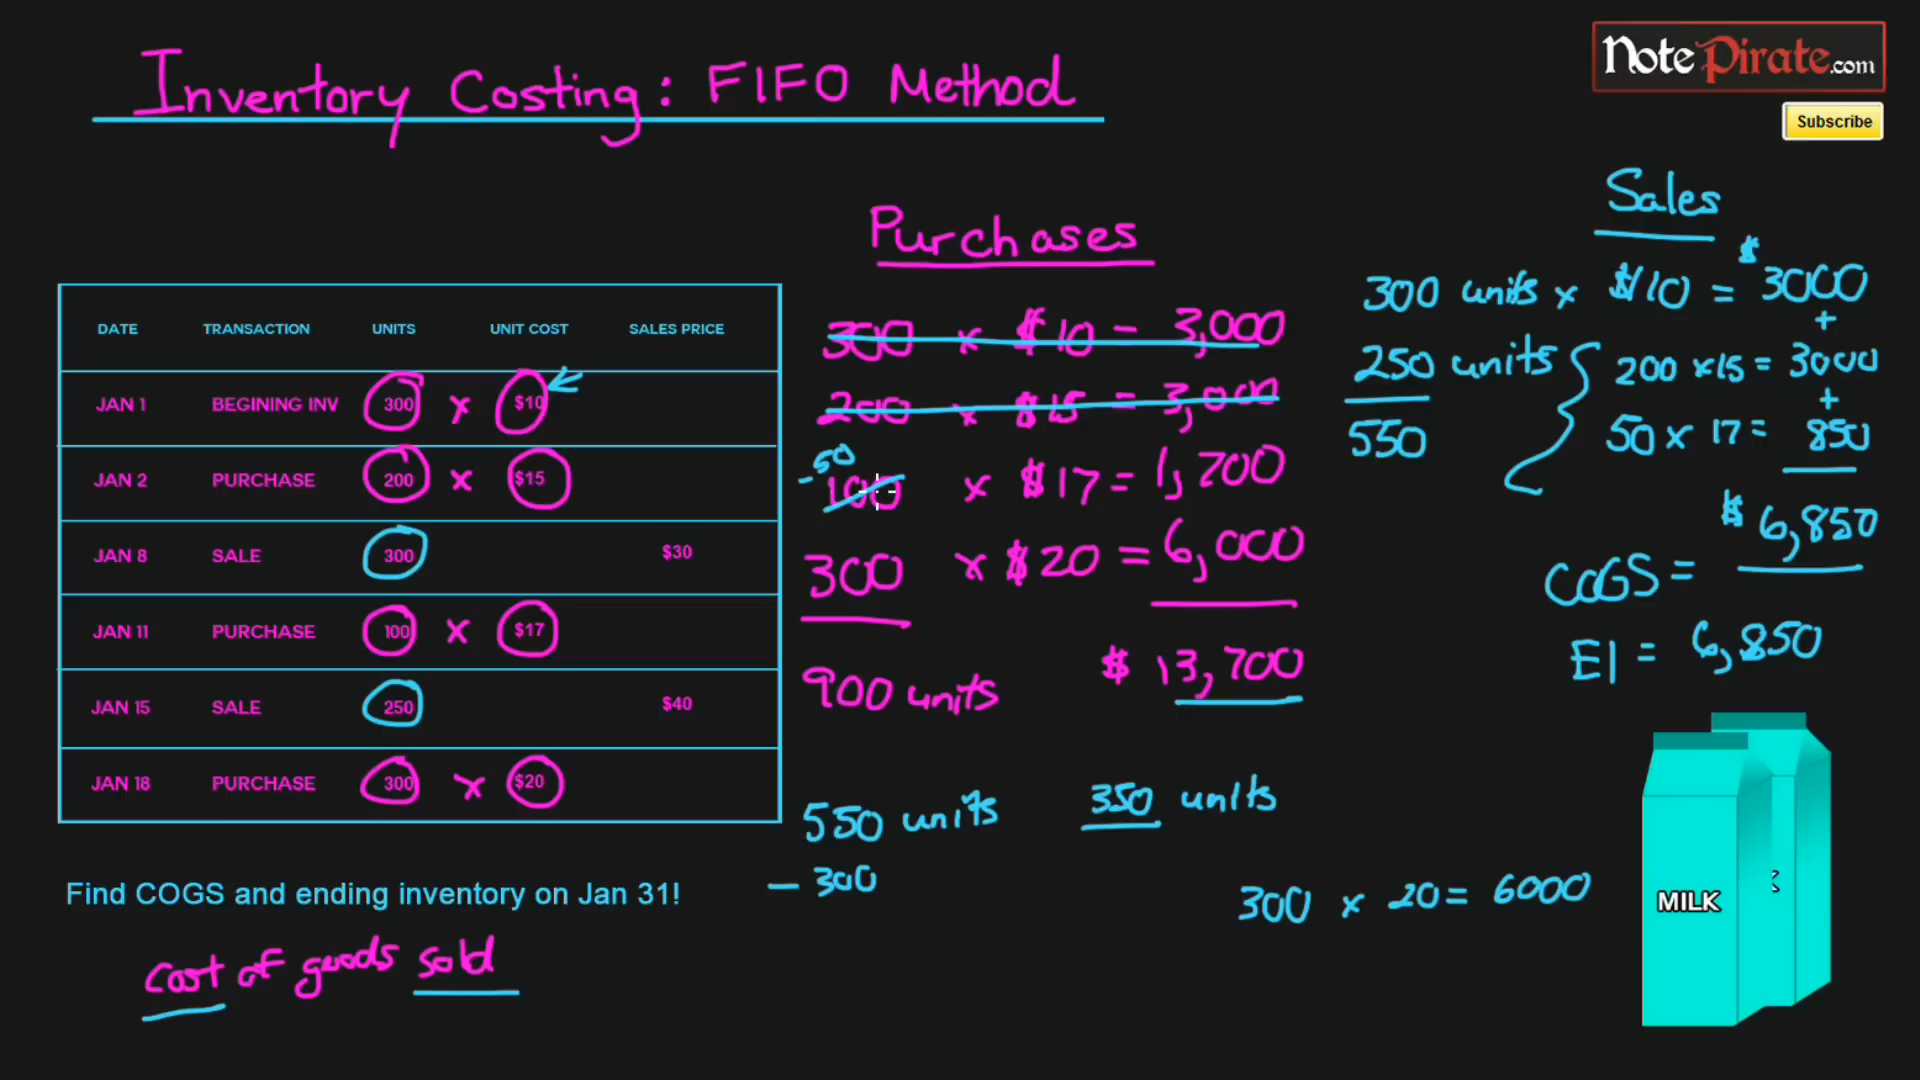 Inventory Costing: FIFO Method
Note Pirate.com
Subscribe
DATE TRANSACTION UNITS UNIT COST SALES PRICE
JAN 1 BEGINING INV 300 x $10
JAN 2 PURCHASE 200 x $15
JAN 8 SALE 300 $30
JAN 11 PURCHASE 100 x $17
JAN 15 SALE 250 $40
JAN 18 PURCHASE 300 x $20
Find COGS and ending inventory on Jan 31!
Cost of goods sold
Purchases
300 x $10 = 3,000
200 x $15 = 3,000
-50
100 x $17 = 1,700
300 x $20 = 6,000
900 units $ 13,700
550 units 350 units
- 300
300 x 20 = 6000
Sales
300 units x $10 = $3000
+
250 units { 200 x 15 = 3000
+
550 50 x 17 = 850
$ 6,850
COGS =
EI = 6,850
MILK
K